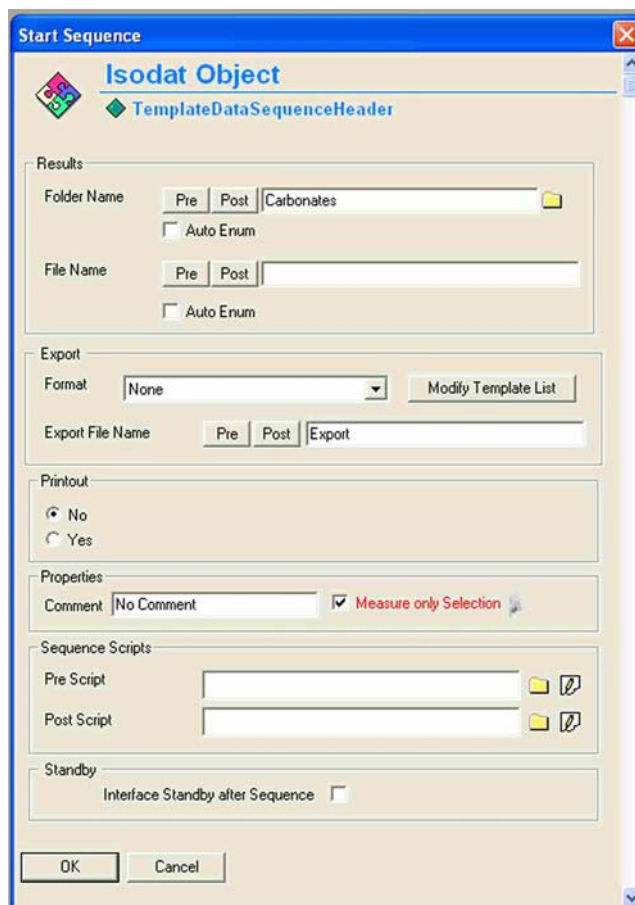 Start Sequence
Isodat Object
TemplateDataSequenceHeader
Results
Folder Name Pre Post Carbonates
Auto Enum
File Name Pre Post
Auto Enum
Export
Format None Modify Template List
Export File Name Pre Post Export
Printout
No
Yes
Properties
Comment No Comment Measure only Selection
Sequence Scripts
Pre Script
Post Script
Standby
Interface Standby after Sequence
OK Cancel